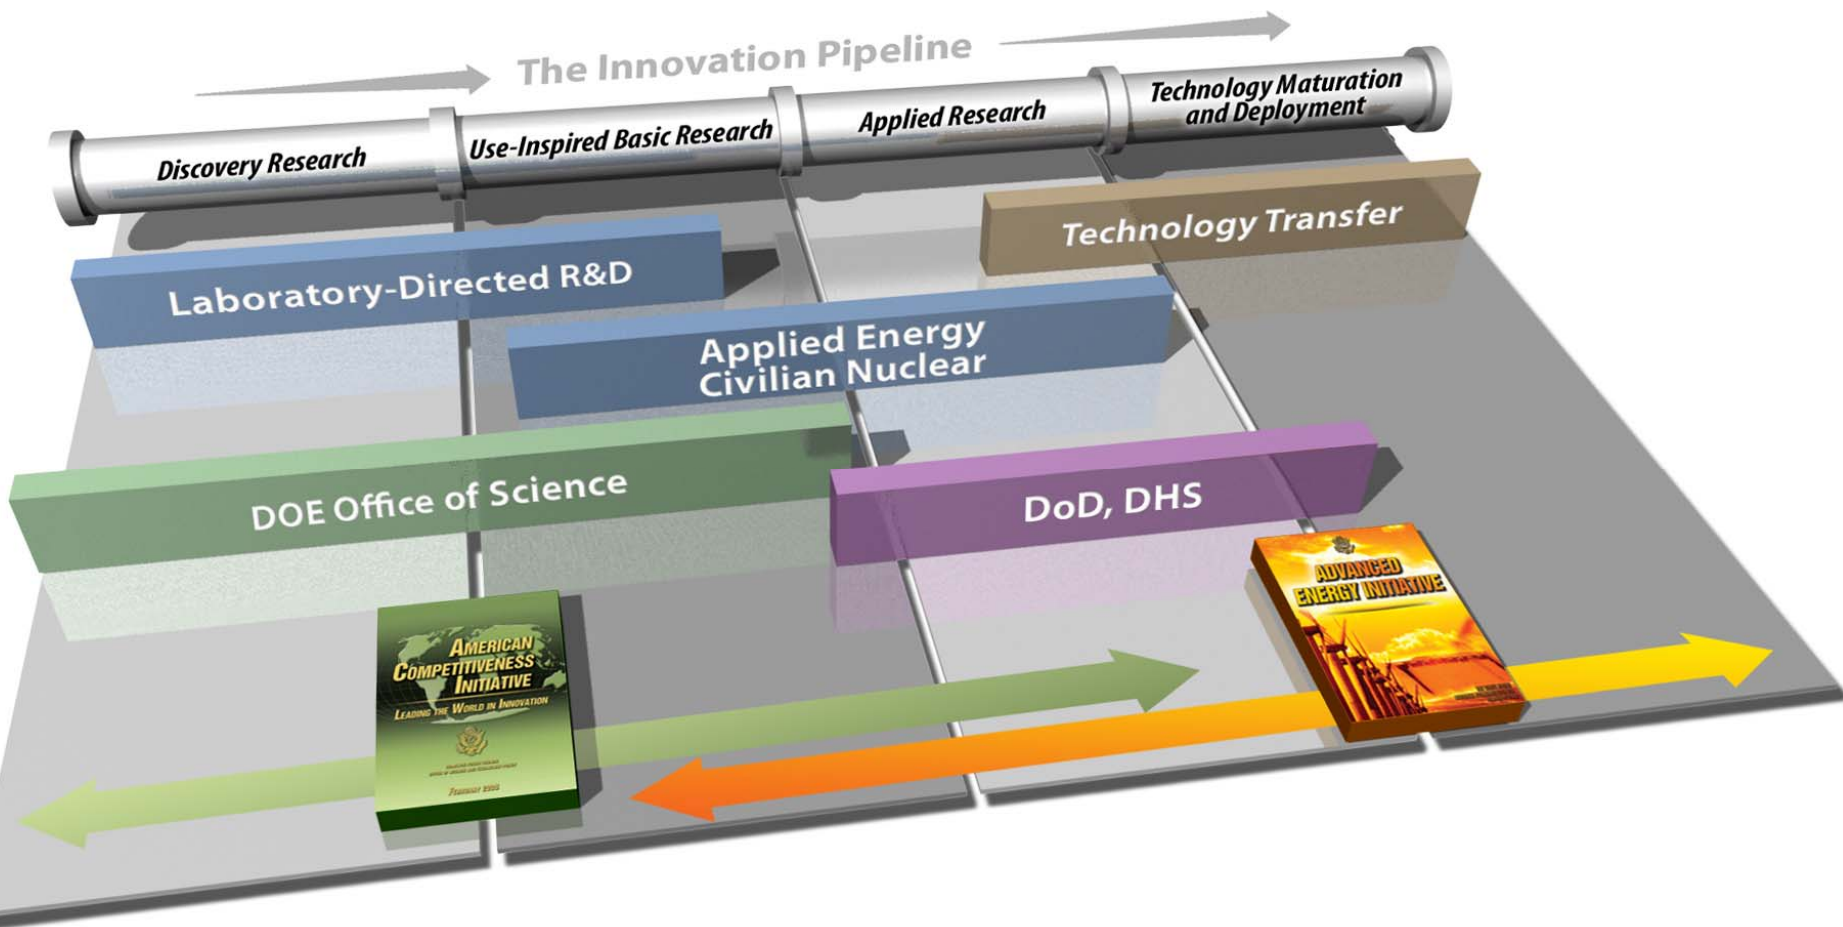 The Innovation Pipeline
Discovery Research
Use-Inspired Basic Research
Applied Research
Technology Maturation
and Deployment
Technology Transfer
Laboratory-Directed R&D
Applied Energy
Civilian Nuclear
DOE Office of Science
DoD, DHS
ADVANCED
ENERGY INITIATIVE
AMERICAN
COMPETITIVENESS
INITIATIVE
LEADING THE WORLD IN INNOVATION